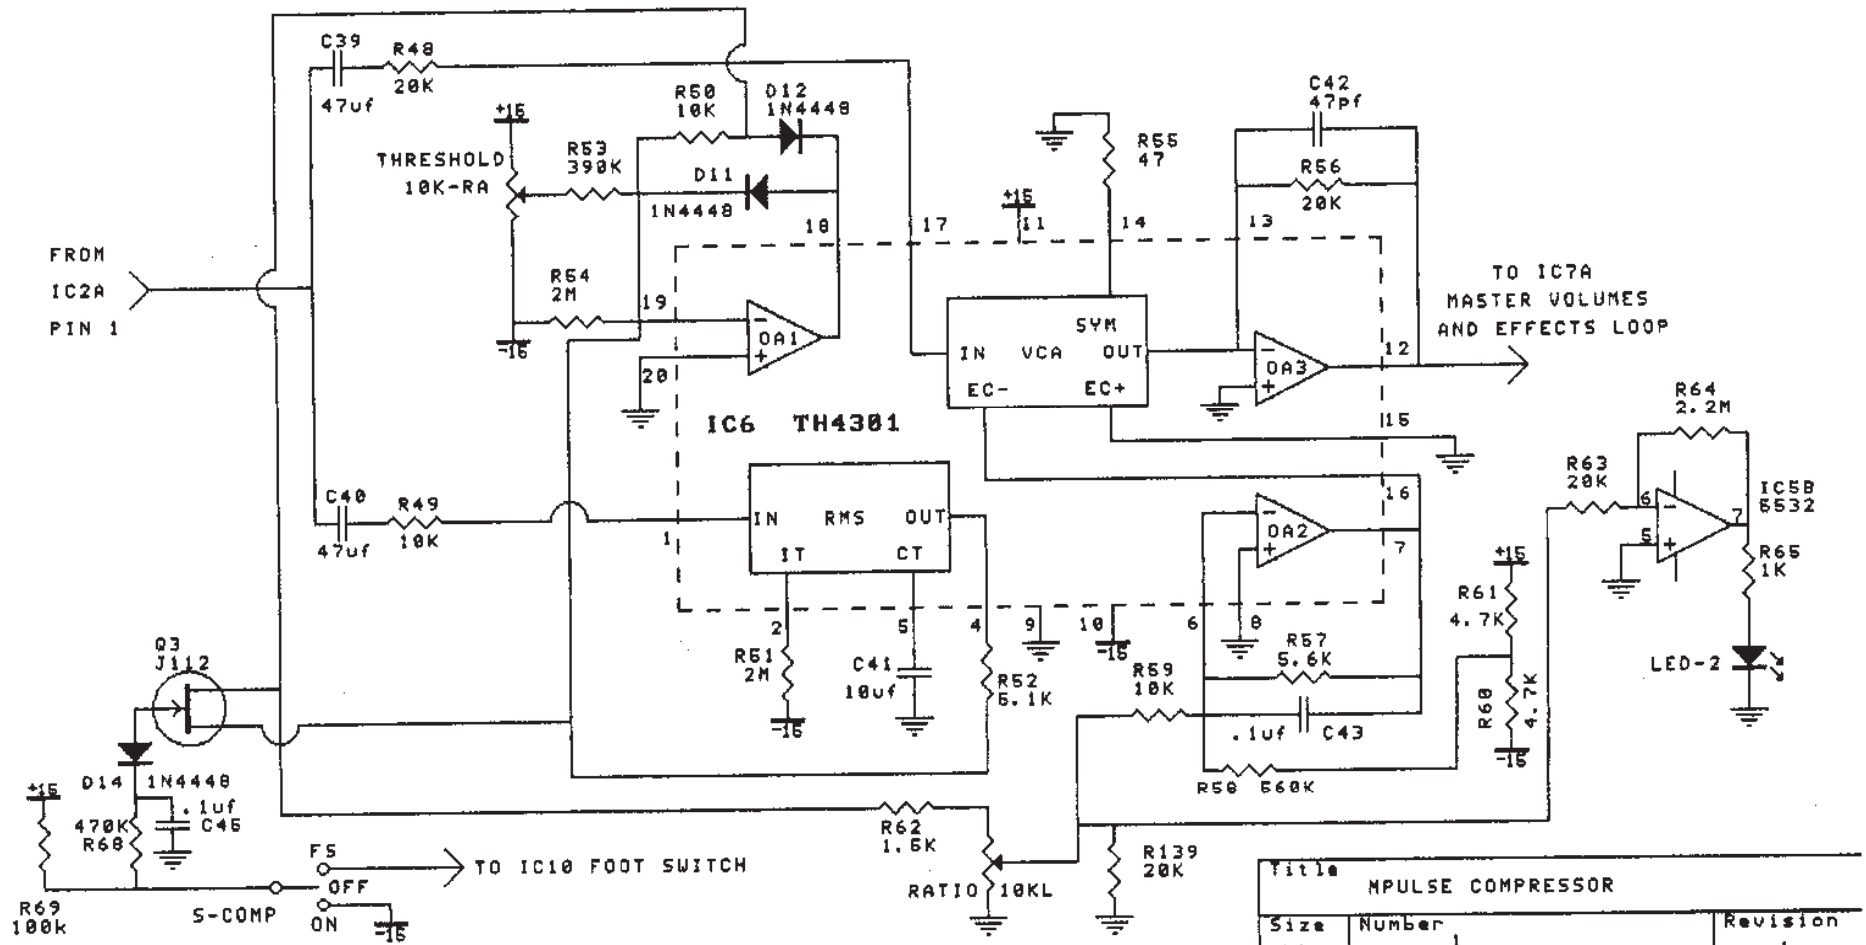 C39
47uf
R48
20K
R50
10K
D12
1N4448
+15
THRESHOLD
10K-RA
R53
390K
D11
1N4448
18
17
+15
11
14
13
R55
47
C42
47pf
R56
20K
FROM
IC2A
PIN 1
R54
2M
-15
19
20
OA1
-
+
SYM
IN VCA OUT
EC- EC+
-
+
OA3
12
TO IC7A
MASTER VOLUMES
AND EFFECTS LOOP
15
16
IC6 TH4301
R64
2.2M
R63
20K
IC5B
5532
6
5
7
-
+
R65
1K
LED-2
C40
47uf
R49
10K
1
IN RMS OUT
IT CT
-
+
OA2
7
2
5
4
9
10
-15
6
8
R51
2M
-15
C41
10uf
R52
5.1K
R59
10K
R57
5.6K
.1uf C43
R58 560K
+15
R61
4.7K
R60
4.7K
-15
Q3
J112
D14 1N4448
+15
470K
R68
.1uf
C45
R69
100k
S-COMP
FS
OFF
ON
-15
TO IC10 FOOT SWITCH
R62
1.5K
RATIO 10KL
R139
20K
Title
MPULSE COMPRESSOR
Size
Number
Revision